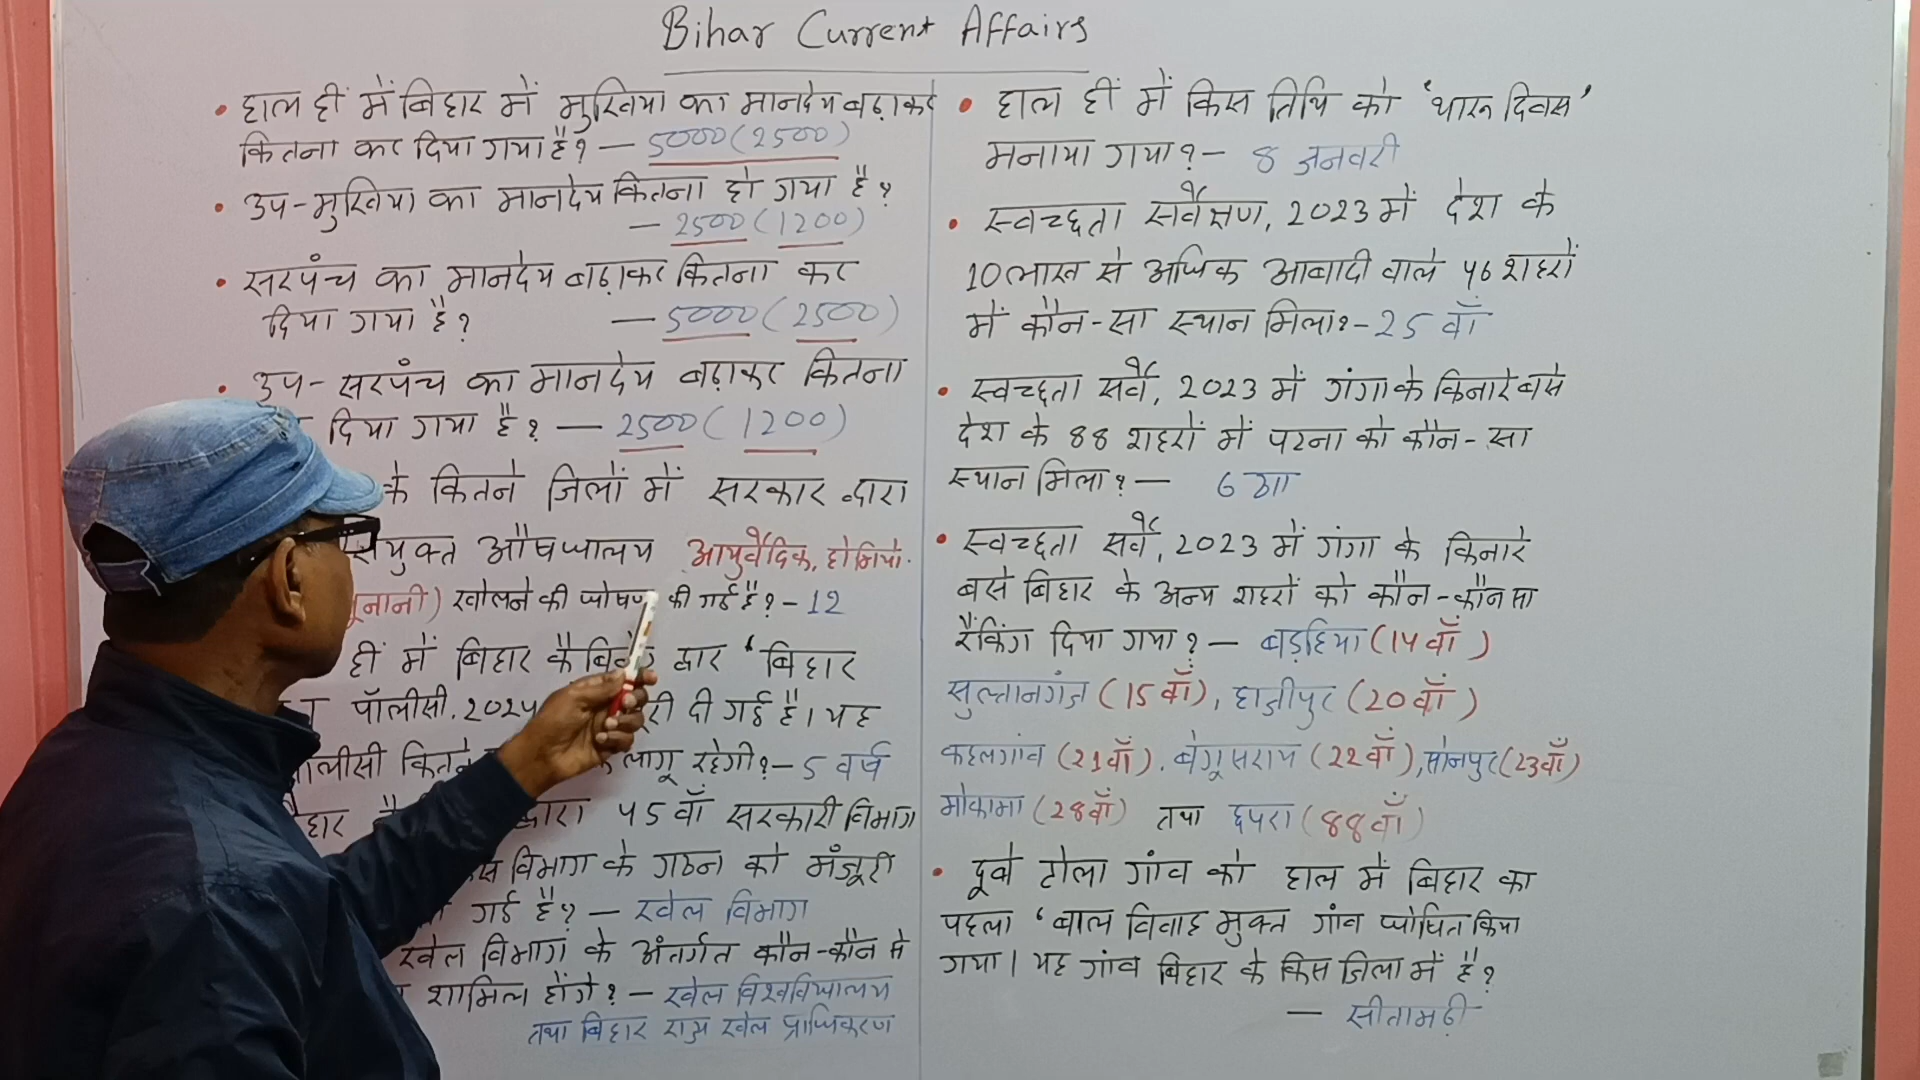 Bihar Current Affairs
• हाल हीं में बिहार में मुखिया का मानदेय बढ़ाकर
कितना कर दिया गया है? — 5000 (2500)
• उप-मुखिया का मानदेय कितना हो गया है?
— 2500 (1200)
• सरपंच का मानदेय बढ़ाकर कितना कर
दिया गया है? — 5000 (2500)
• उप-सरपंच का मानदेय बढ़ाकर कितना
दिया गया है? — 2500 (1200)
के कितने जिलों में सरकार द्वारा
संयुक्त औषधालय आयुर्वेदिक, होमियो.
यूनानी) खोलने की घोषणा की गई है? - 12
हीं में बिहार कैबिनेट द्वार 'बिहार
पॉलीसी, 2024 दी गई है। यह
पॉलीसी कितने लागू रहेगी? - 5 वर्ष
बिहार द्वारा 45 वाँ सरकारी विभाग
विभाग के गठन को मंजूरी
गई है? — खेल विभाग
खेल विभाग के अंतर्गत कौन-कौन से
शामिल होंगे? — खेल विश्वविद्यालय
तथा बिहार राज्य खेल प्राधिकरण
• हाल हीं में किस तिथि को 'थारू दिवस'
मनाया गया? - 8 जनवरी
• स्वच्छता सर्वेक्षण, 2023 में देश के
10 लाख से अधिक आबादी वाले 46 शहरों
में कौन-सा स्थान मिला? - 25 वाँ
• स्वच्छता सर्वे, 2023 में गंगा के किनारे बसे
देश के 88 शहरों में पटना को कौन-सा
स्थान मिला? — 6 ठा
• स्वच्छता सर्वे, 2023 में गंगा के किनारे
बसे बिहार के अन्य शहरों को कौन-कौन सा
रैंकिंग दिया गया? — बड़हिया (14 वाँ)
सुल्तानगंज (15 वाँ), हाजीपुर (20 वाँ)
कहलगांव (21 वाँ). बेगूसराय (22 वाँ), सोनपुर (23 वाँ)
मोकामा (28 वाँ) तथा छपरा (88 वाँ)
• दूबे टोला गांव को हाल में बिहार का
पहला 'बाल विवाह मुक्त गांव घोषित किया
गया। यह गांव बिहार के किस जिला में है?
— सीतामढ़ी